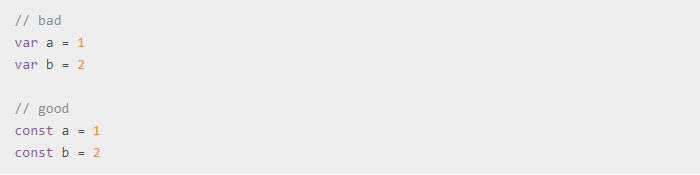 // bad
var a = 1
var b = 2
// good
const a = 1
const b = 2